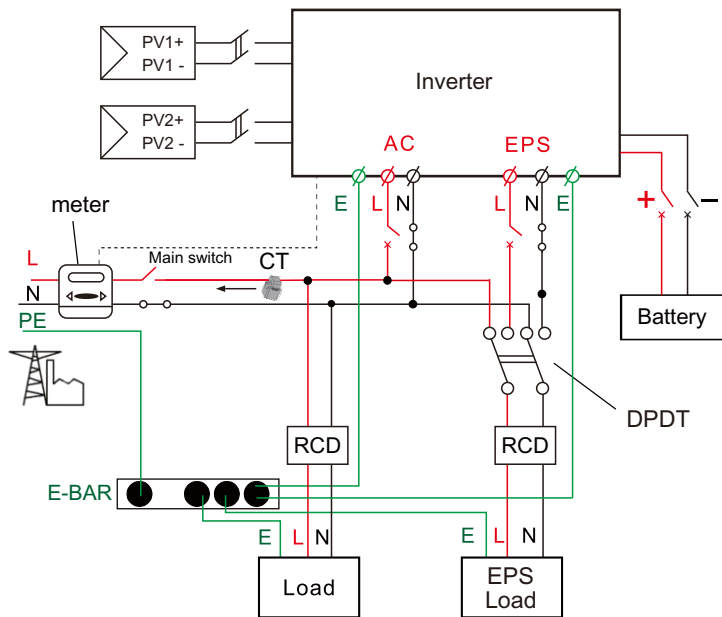 PV1+
PV1 -
PV2+
PV2 -
Inverter
AC
EPS
E
L
N
L
N
E
+
−
meter
L
Main switch
CT
N
PE
Battery
DPDT
RCD
RCD
E-BAR
E
L
N
E
L
N
Load
EPS
Load